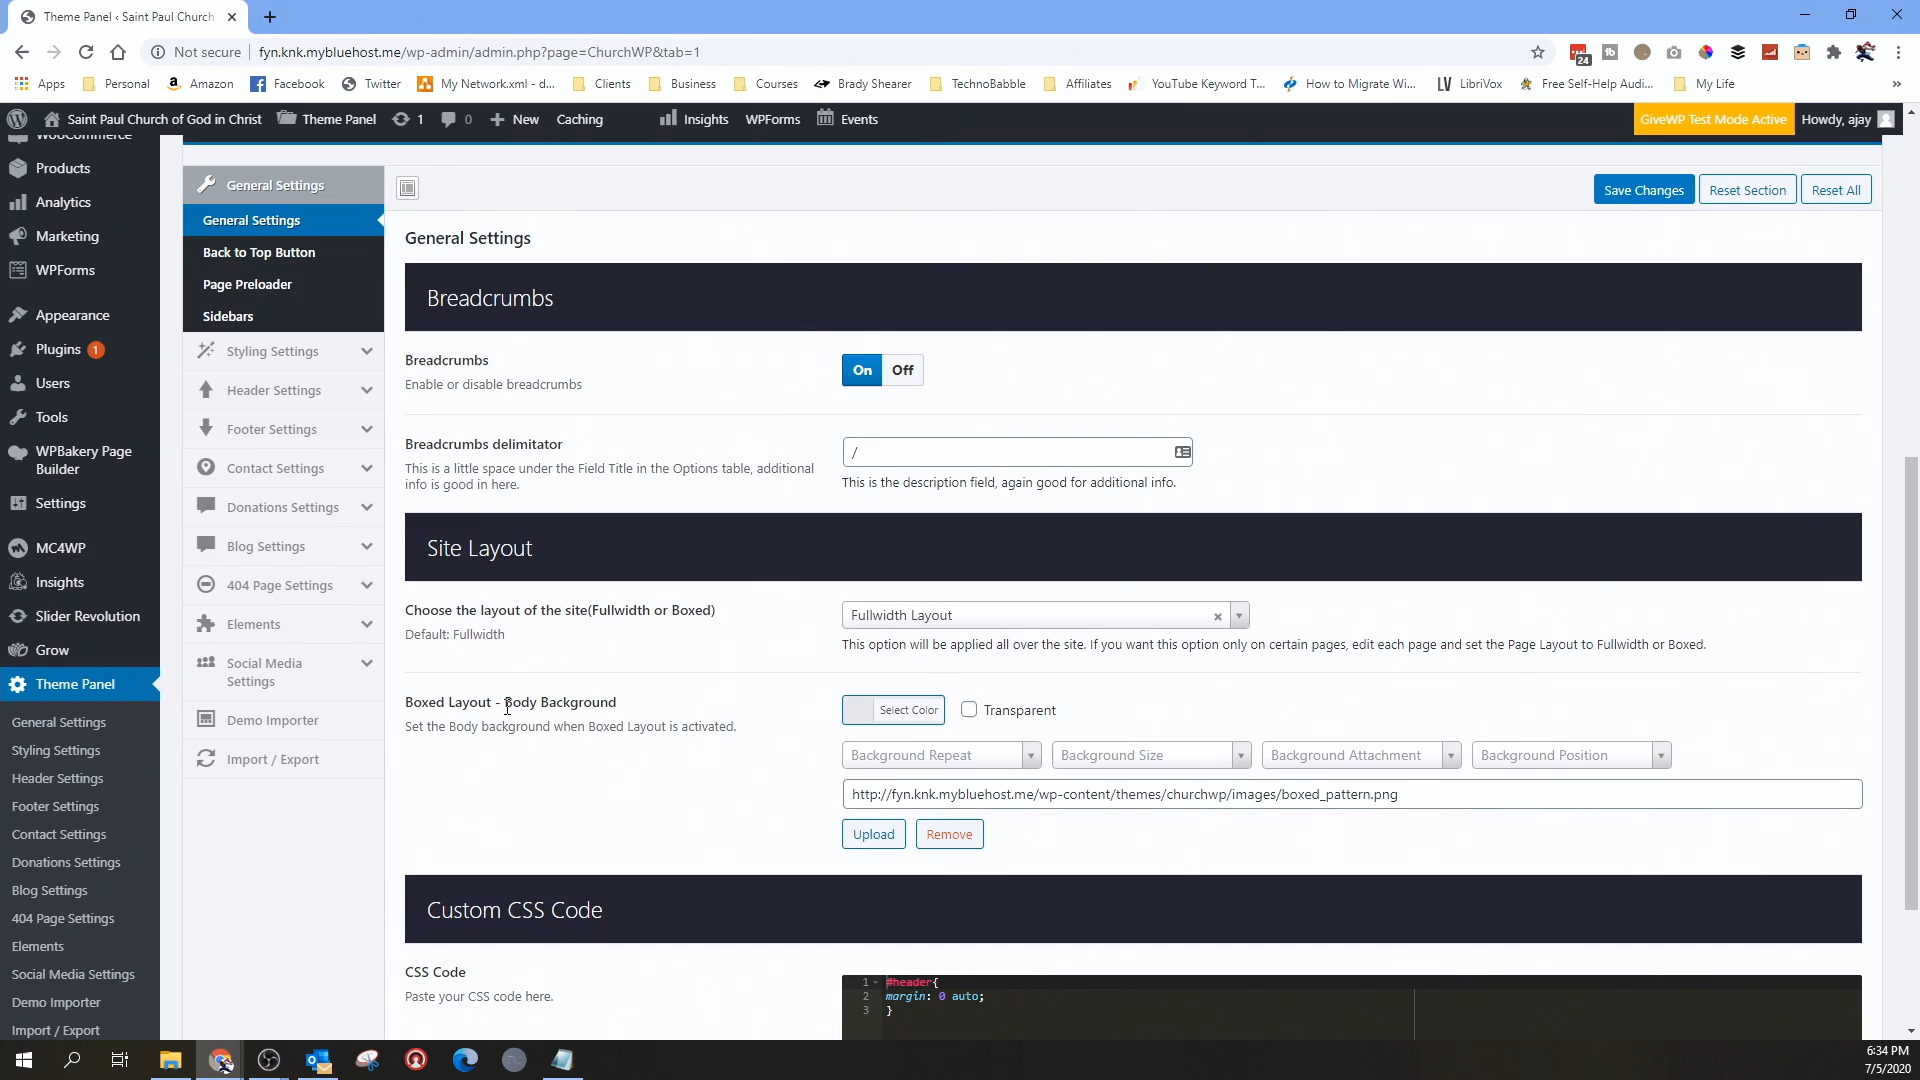 Theme Panel ‹ Saint Paul Church
Not secure
fyn.knk.mybluehost.me/wp-admin/admin.php?page=ChurchWP&tab=1
24
Apps
Personal
Amazon
Facebook
Twitter
My Network.xml - d...
Clients
Business
Courses
Brady Shearer
TechnoBabble
Affiliates
YouTube Keyword T...
How to Migrate Wi...
LibriVox
Free Self-Help Audi...
My Life
»
Saint Paul Church of God in Christ
Theme Panel
1
0
New
Caching
Insights
WPForms
Events
GiveWP Test Mode Active
Howdy, ajay
WooCommerce
Products
Analytics
Marketing
WPForms
Appearance
Plugins 1
Users
Tools
WPBakery Page
Builder
Settings
MC4WP
Insights
Slider Revolution
Grow
Theme Panel
General Settings
Styling Settings
Header Settings
Footer Settings
Contact Settings
Donations Settings
Blog Settings
404 Page Settings
Elements
Social Media Settings
Demo Importer
Import / Export
General Settings
General Settings
Back to Top Button
Page Preloader
Sidebars
Styling Settings
Header Settings
Footer Settings
Contact Settings
Donations Settings
Blog Settings
404 Page Settings
Elements
Social Media
Settings
Demo Importer
Import / Export
Save Changes
Reset Section
Reset All
General Settings
Breadcrumbs
Breadcrumbs
Enable or disable breadcrumbs
On
Off
Breadcrumbs delimitator
This is a little space under the Field Title in the Options table, additional
info is good in here.
/
This is the description field, again good for additional info.
Site Layout
Choose the layout of the site(Fullwidth or Boxed)
Default: Fullwidth
Fullwidth Layout
This option will be applied all over the site. If you want this option only on certain pages, edit each page and set the Page Layout to Fullwidth or Boxed.
Boxed Layout - Body Background
Set the Body background when Boxed Layout is activated.
Select Color
Transparent
Background Repeat
Background Size
Background Attachment
Background Position
http://fyn.knk.mybluehost.me/wp-content/themes/churchwp/images/boxed_pattern.png
Upload
Remove
Custom CSS Code
CSS Code
Paste your CSS code here.
1 #header{
2 margin: 0 auto;
3 }
6:34 PM
7/5/2020